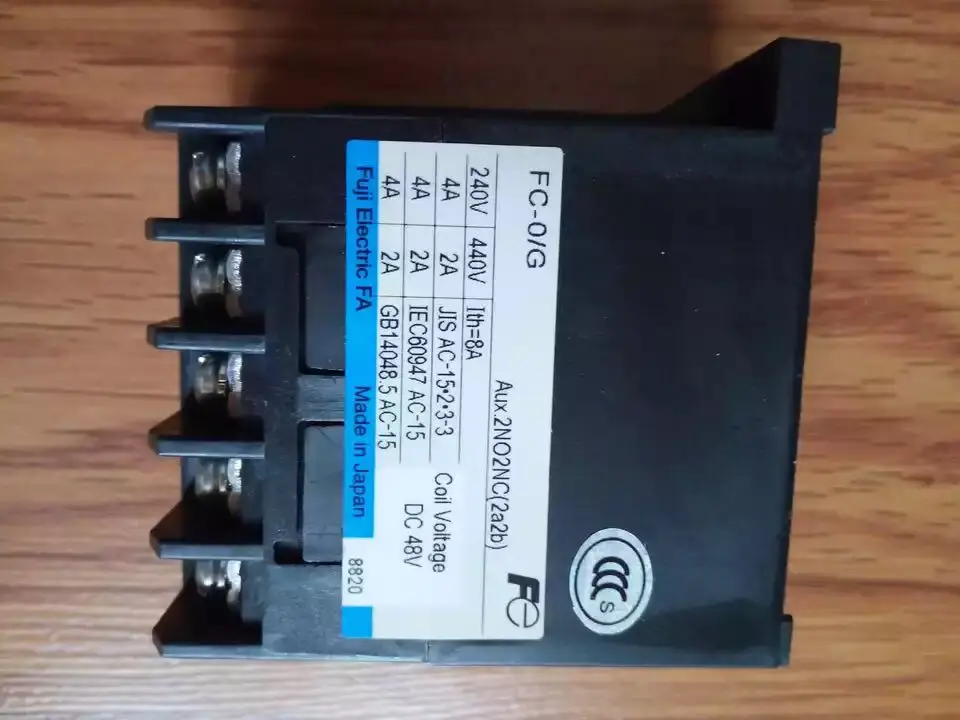 FC-0/G
Aux.2NO2NC(2a2b)
Fe
240V 440V Ith=8A
4A 2A JIS AC-15•2•3-3
4A 2A IEC60947 AC-15
4A 2A GB14048.5 AC-15
Coil Voltage
DC 48V
Fuji Electric FA Made in Japan 8820
CCC S